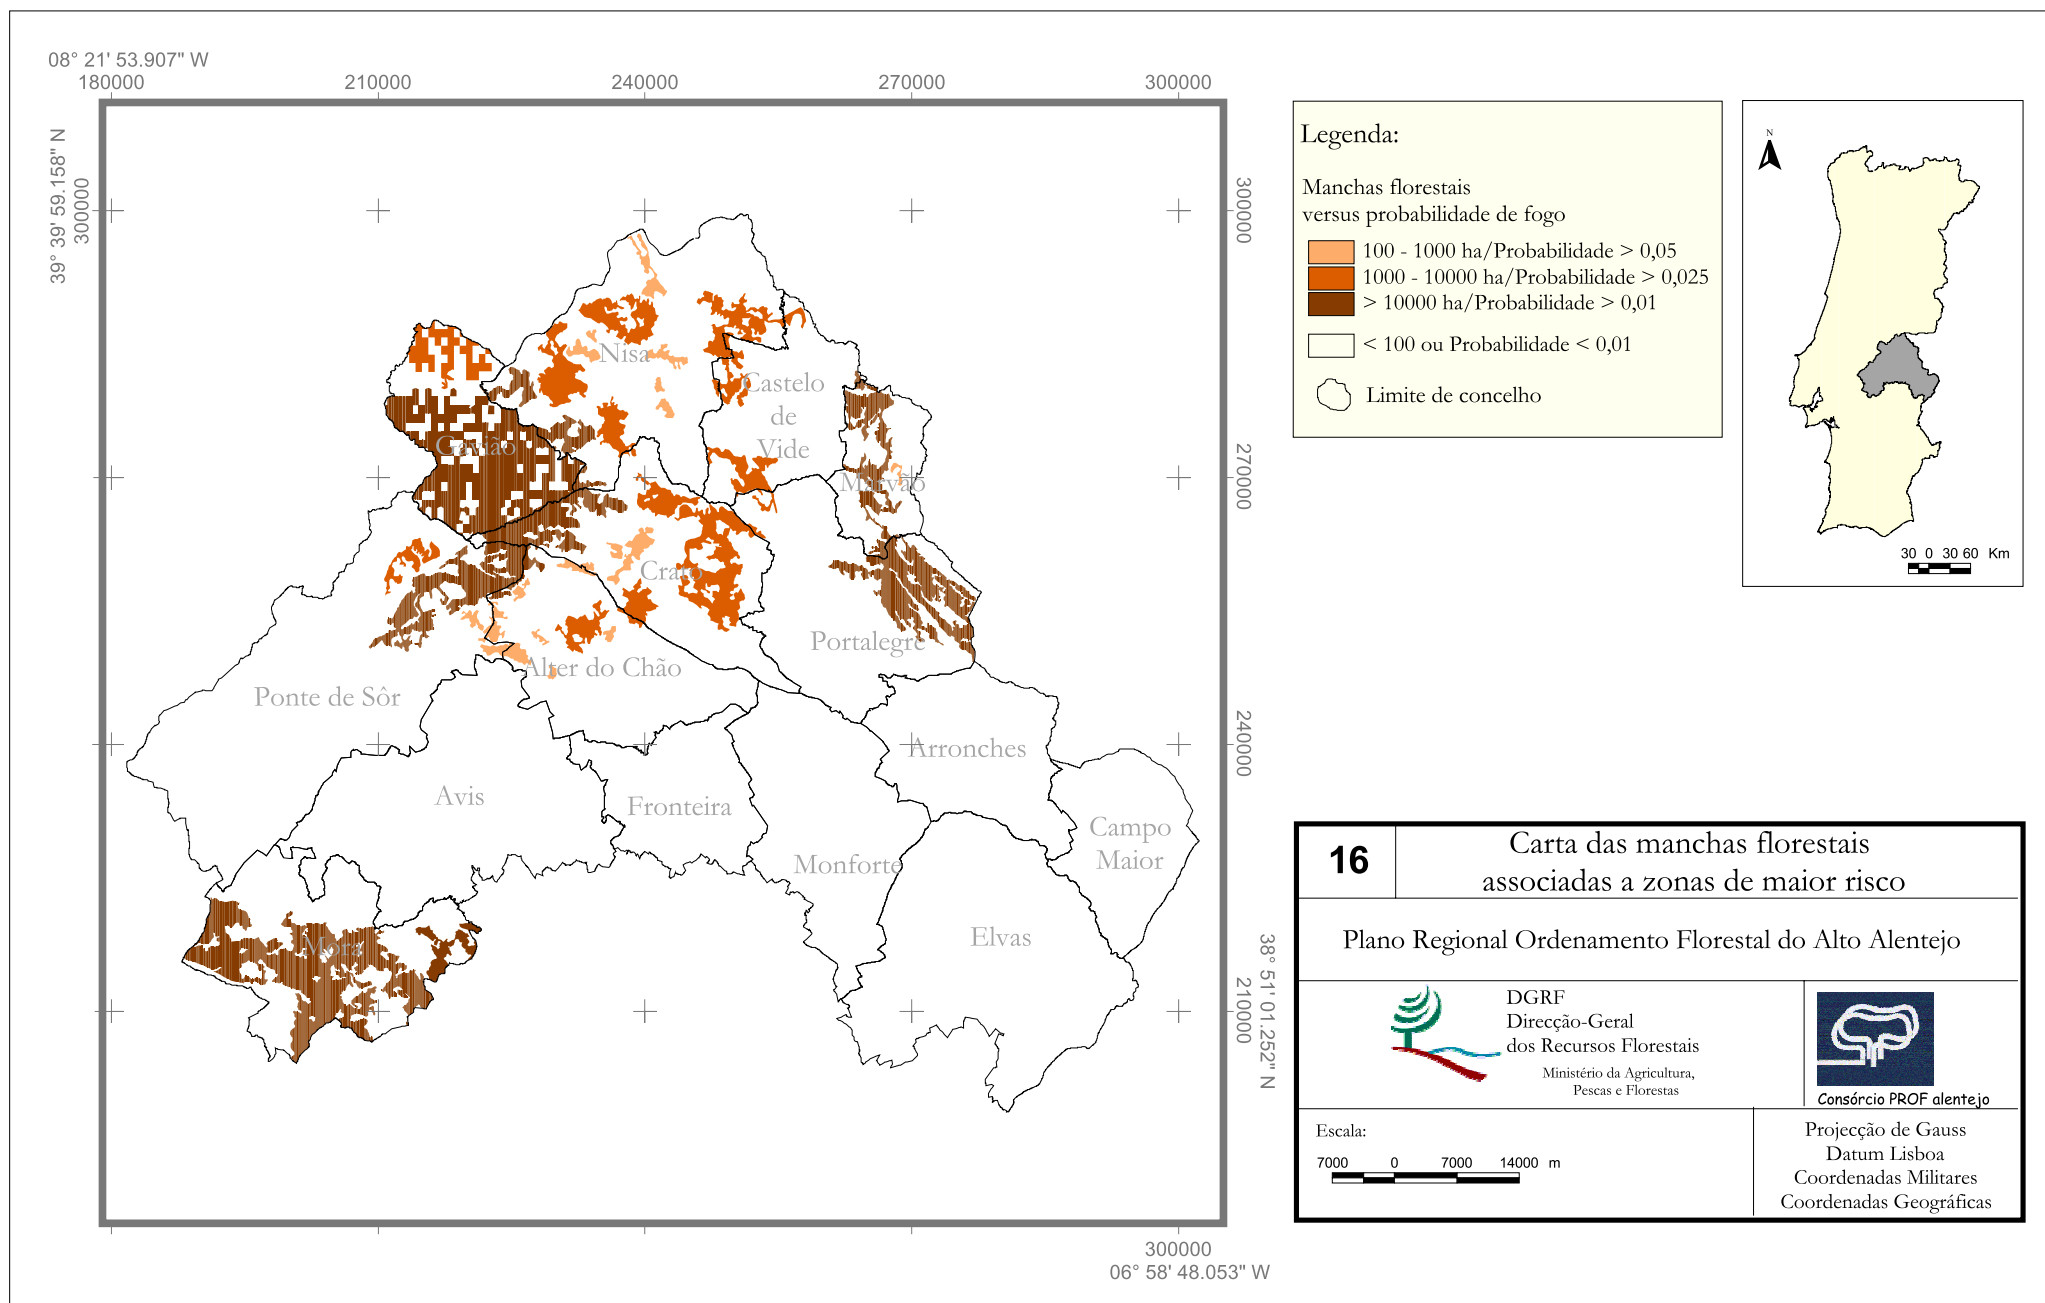 08° 21' 53.907" W
180000
210000
240000
270000
300000
39° 39' 59.158" N
300000
300000
270000
240000
210000
38° 51' 01.252" N
300000
06° 58' 48.053" W
Nisa
Castelo
de
Vide
Gavião
Marvão
Crato
Portalegre
Alter do Chão
Ponte de Sôr
Arronches
Avis
Fronteira
Campo
Maior
Monforte
Elvas
Mora
Legenda:
Manchas florestais
versus probabilidade de fogo
100 - 1000 ha/Probabilidade > 0,05
1000 - 10000 ha/Probabilidade > 0,025
> 10000 ha/Probabilidade > 0,01
< 100 ou Probabilidade < 0,01
Limite de concelho
N
30 0 30 60 Km
16
Carta das manchas florestais
associadas a zonas de maior risco
Plano Regional Ordenamento Florestal do Alto Alentejo
DGRF
Direcção-Geral
dos Recursos Florestais
Ministério da Agricultura,
Pescas e Florestas
Consórcio PROF alentejo
Escala:
7000 0 7000 14000 m
Projecção de Gauss
Datum Lisboa
Coordenadas Militares
Coordenadas Geográficas